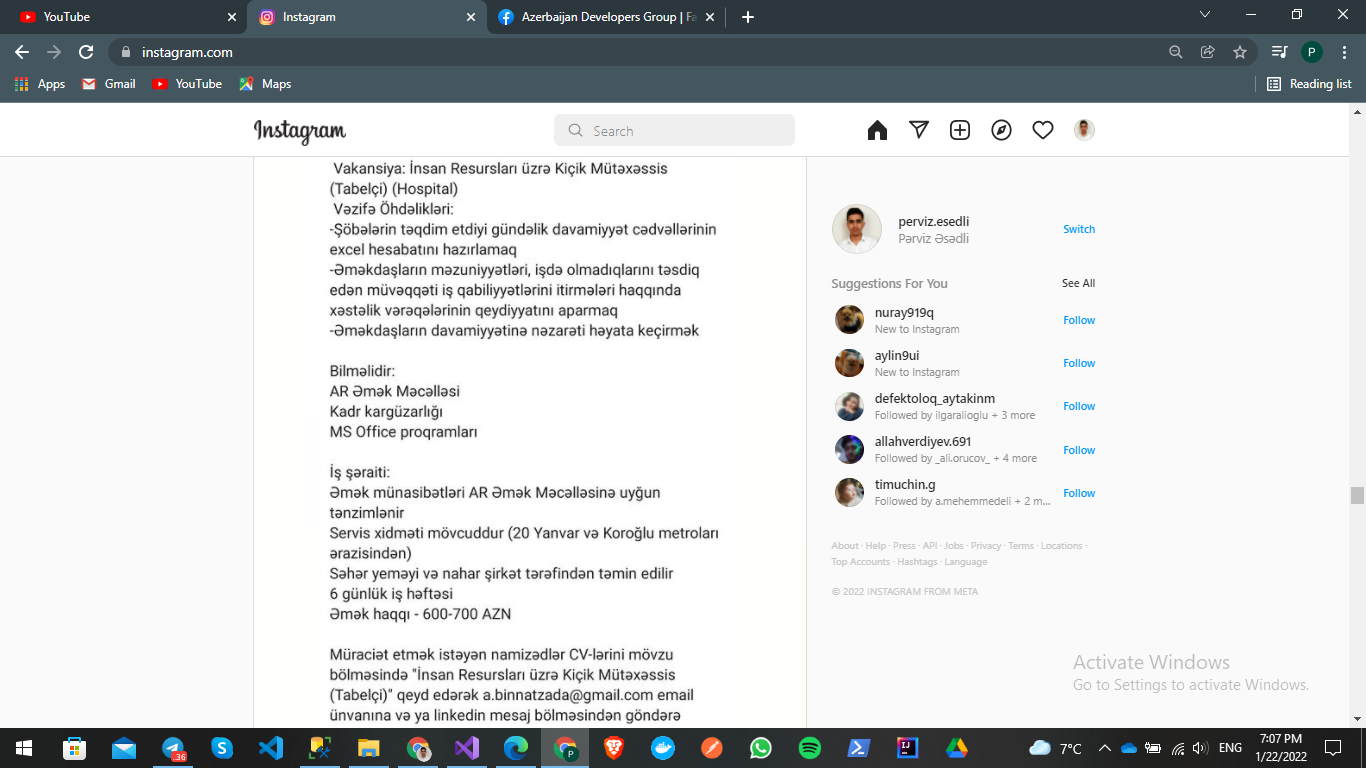 YouTube
Instagram
Azerbaijan Developers Group | Fa
instagram.com
P
Apps
Gmail
YouTube
Maps
Reading list
Instagram
Search
Vakansiya: İnsan Resursları üzrə Kiçik Mütəxəssis
(Tabelçi) (Hospital)
Vəzifə Öhdəlikləri:
-Şöbələrin təqdim etdiyi gündəlik davamiyyət cədvəllərinin
excel hesabatını hazırlamaq
-Əməkdaşların məzuniyyətləri, işdə olmadıqlarını təsdiq
edən müvəqqəti iş qabiliyyətlərini itirmələri haqqında
xəstəlik vərəqələrinin qeydiyyatını aparmaq
-Əməkdaşların davamiyyətinə nəzarəti həyata keçirmək
Bilməlidir:
AR Əmək Məcəlləsi
Kadr kargüzarlığı
MS Office proqramları
İş şəraiti:
Əmək münasibətləri AR Əmək Məcəlləsinə uyğun
tənzimlənir
Servis xidməti mövcuddur (20 Yanvar və Koroğlu metroları
ərazisindən)
Səhər yeməyi və nahar şirkət tərəfindən təmin edilir
6 günlük iş həftəsi
Əmək haqqı - 600-700 AZN
Müraciət etmək istəyən namizədlər CV-lərini mövzu
bölməsində "İnsan Resursları üzrə Kiçik Mütəxəssis
(Tabelçi)" qeyd edərək a.binnatzada@gmail.com email
ünvanına və ya linkedin mesaj bölməsindən göndərə
perviz.esedli
Pərviz Əsədli
Switch
Suggestions For You
See All
nuray919q
New to Instagram
Follow
aylin9ui
New to Instagram
Follow
defektoloq_aytakinm
Followed by ilgaralioglu + 3 more
Follow
allahverdiyev.691
Followed by _ali.orucov_ + 4 more
Follow
timuchin.g
Followed by a.mehemmedeli + 2 m...
Follow
About · Help · Press · API · Jobs · Privacy · Terms · Locations ·
Top Accounts · Hashtags · Language
© 2022 INSTAGRAM FROM META
Activate Windows
Go to Settings to activate Windows.
36
P
7°C
ENG
7:07 PM
1/22/2022